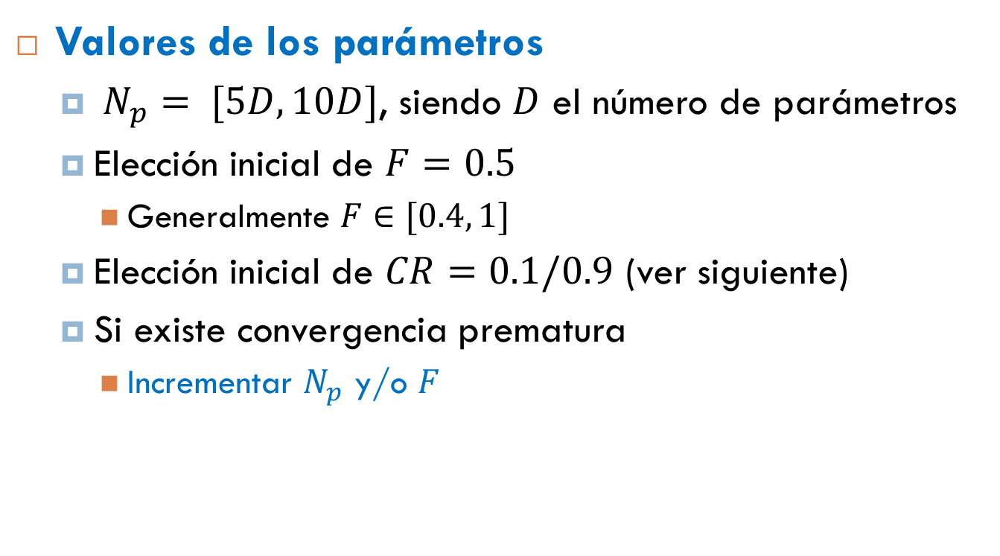 Valores de los parámetros
N_p = [5D, 10D], siendo D el número de parámetros
Elección inicial de F = 0.5
Generalmente F ∈ [0.4, 1]
Elección inicial de CR = 0.1/0.9 (ver siguiente)
Si existe convergencia prematura
Incrementar N_p y/o F